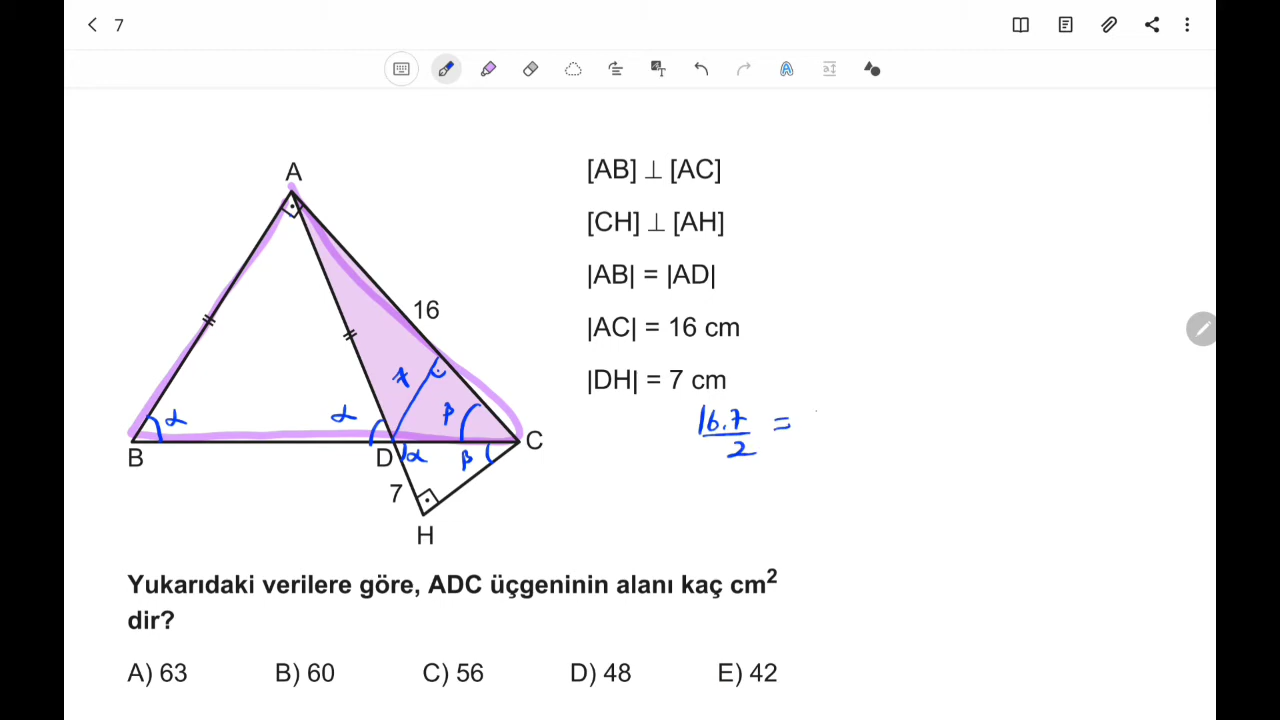 7
A
[AB] ⊥ [AC]
[CH] ⊥ [AH]
|AB| = |AD|
16
|AC| = 16 cm
7
β
|DH| = 7 cm
α
α
16.7
2
=
B
D
α
β
C
7
H
Yukarıdaki verilere göre, ADC üçgeninin alanı kaç cm²
dir?
A) 63 B) 60 C) 56 D) 48 E) 42